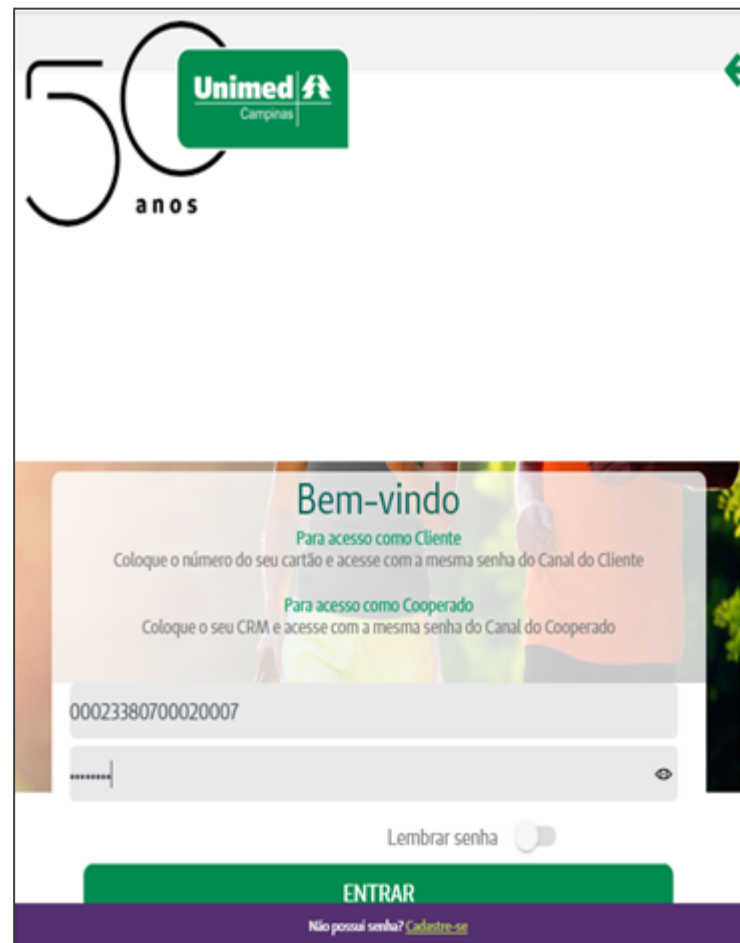 50
anos
Unimed
Campinas
Bem-vindo
Para acesso como Cliente
Coloque o número do seu cartão e acesse com a mesma senha do Canal do Cliente
Para acesso como Cooperado
Coloque o seu CRM e acesse com a mesma senha do Canal do Cooperado
00023380700020007
••••••••
Lembrar senha
ENTRAR
Não possui senha? Cadastre-se